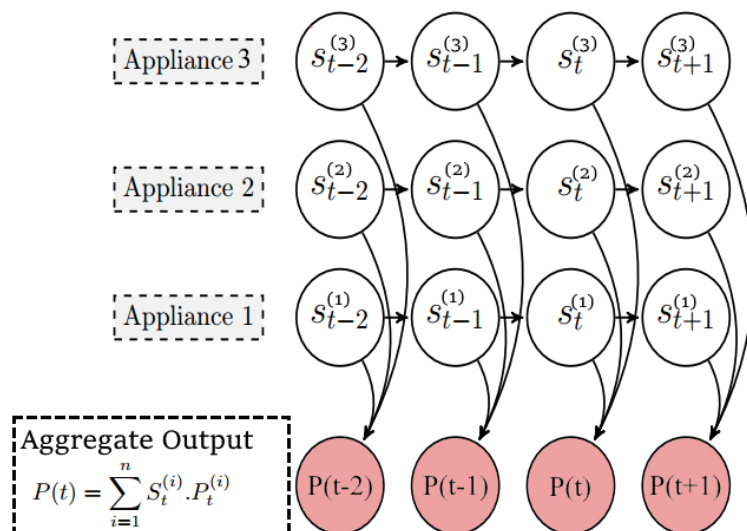 Appliance 3 s_{t-2}^{(3)} s_{t-1}^{(3)} s_t^{(3)} s_{t+1}^{(3)}
Appliance 2 s_{t-2}^{(2)} s_{t-1}^{(2)} s_t^{(2)} s_{t+1}^{(2)}
Appliance 1 s_{t-2}^{(1)} s_{t-1}^{(1)} s_t^{(1)} s_{t+1}^{(1)}
Aggregate Output
P(t) = \sum_{i=1}^{n} S_t^{(i)}.P_t^{(i)}
P(t-2) P(t-1) P(t) P(t+1)